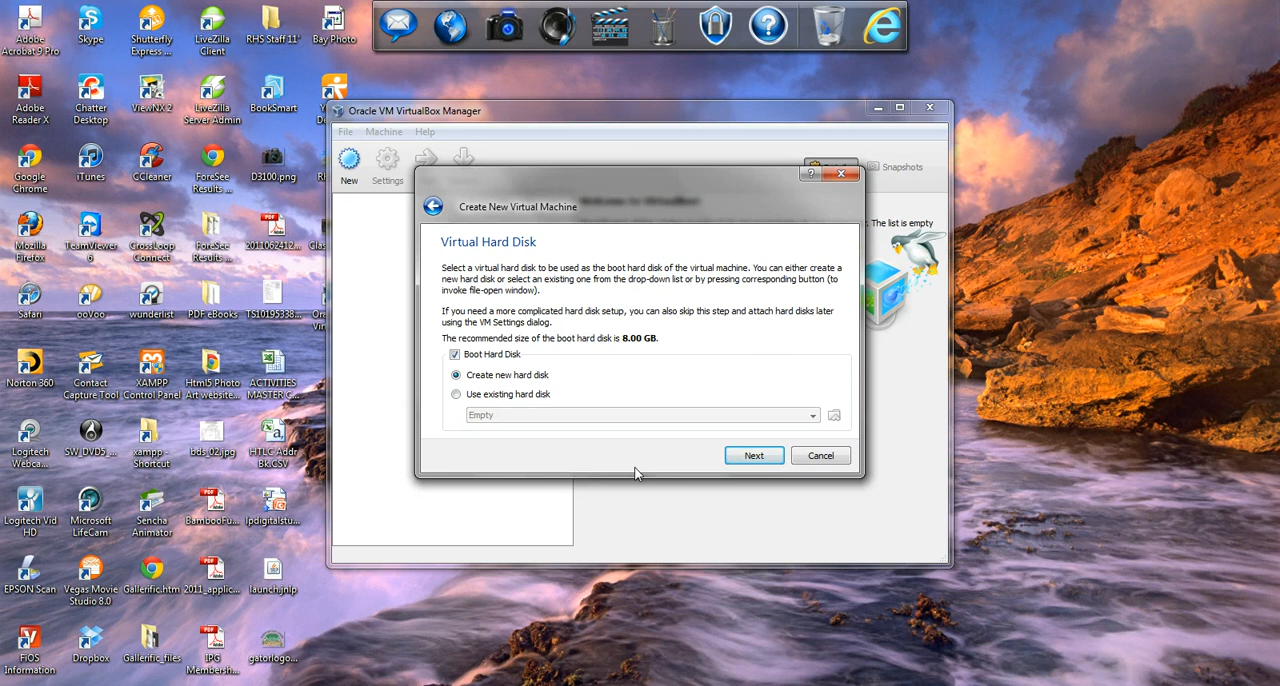 Adobe Acrobat 9 Pro
Skype
Shutterfly Express ...
LiveZilla Client
RHS Staff 11'
Bay Photo
Adobe Reader X
Chatter Desktop
ViewNX 2
LiveZilla Server Admin
BookSmart
Google Chrome
iTunes
CCleaner
ForeSee Results ...
D3100.png
Mozilla Firefox
TeamViewer 6
CrossLoop Connect
ForeSee Results ...
2011062412...
Safari
ooVoo
wunderlist
PDF eBooks
TS10195338...
Norton 360
Contact Capture Tool
XAMPP Control Panel
Html5 Photo Art website...
ACTIVITIES MASTER C...
Logitech Webca...
SW_DVD5_...
xampp - Shortcut
bds_02.jpg
HTLC Addr Bk.CSV
Logitech Vid HD
Microsoft LifeCam
Sencha Animator
BambooFu...
lpdigitalstu...
EPSON Scan
Vegas Movie Studio 8.0
Gallerific.htm
2011_applic...
launch.jnlp
FiOS Information
Dropbox
Gallerific_files
IPG Membersh...
gatorlogo...
Oracle VM VirtualBox Manager
File Machine Help
New
Settings
Snapshots
. The list is empty
Create New Virtual Machine
Virtual Hard Disk
Select a virtual hard disk to be used as the boot hard disk of the virtual machine. You can either create a
new hard disk or select an existing one from the drop-down list or by pressing corresponding button (to
invoke file-open window).
If you need a more complicated hard disk setup, you can also skip this step and attach hard disks later
using the VM Settings dialog.
The recommended size of the boot hard disk is 8.00 GB.
Boot Hard Disk
Create new hard disk
Use existing hard disk
Empty
Next
Cancel